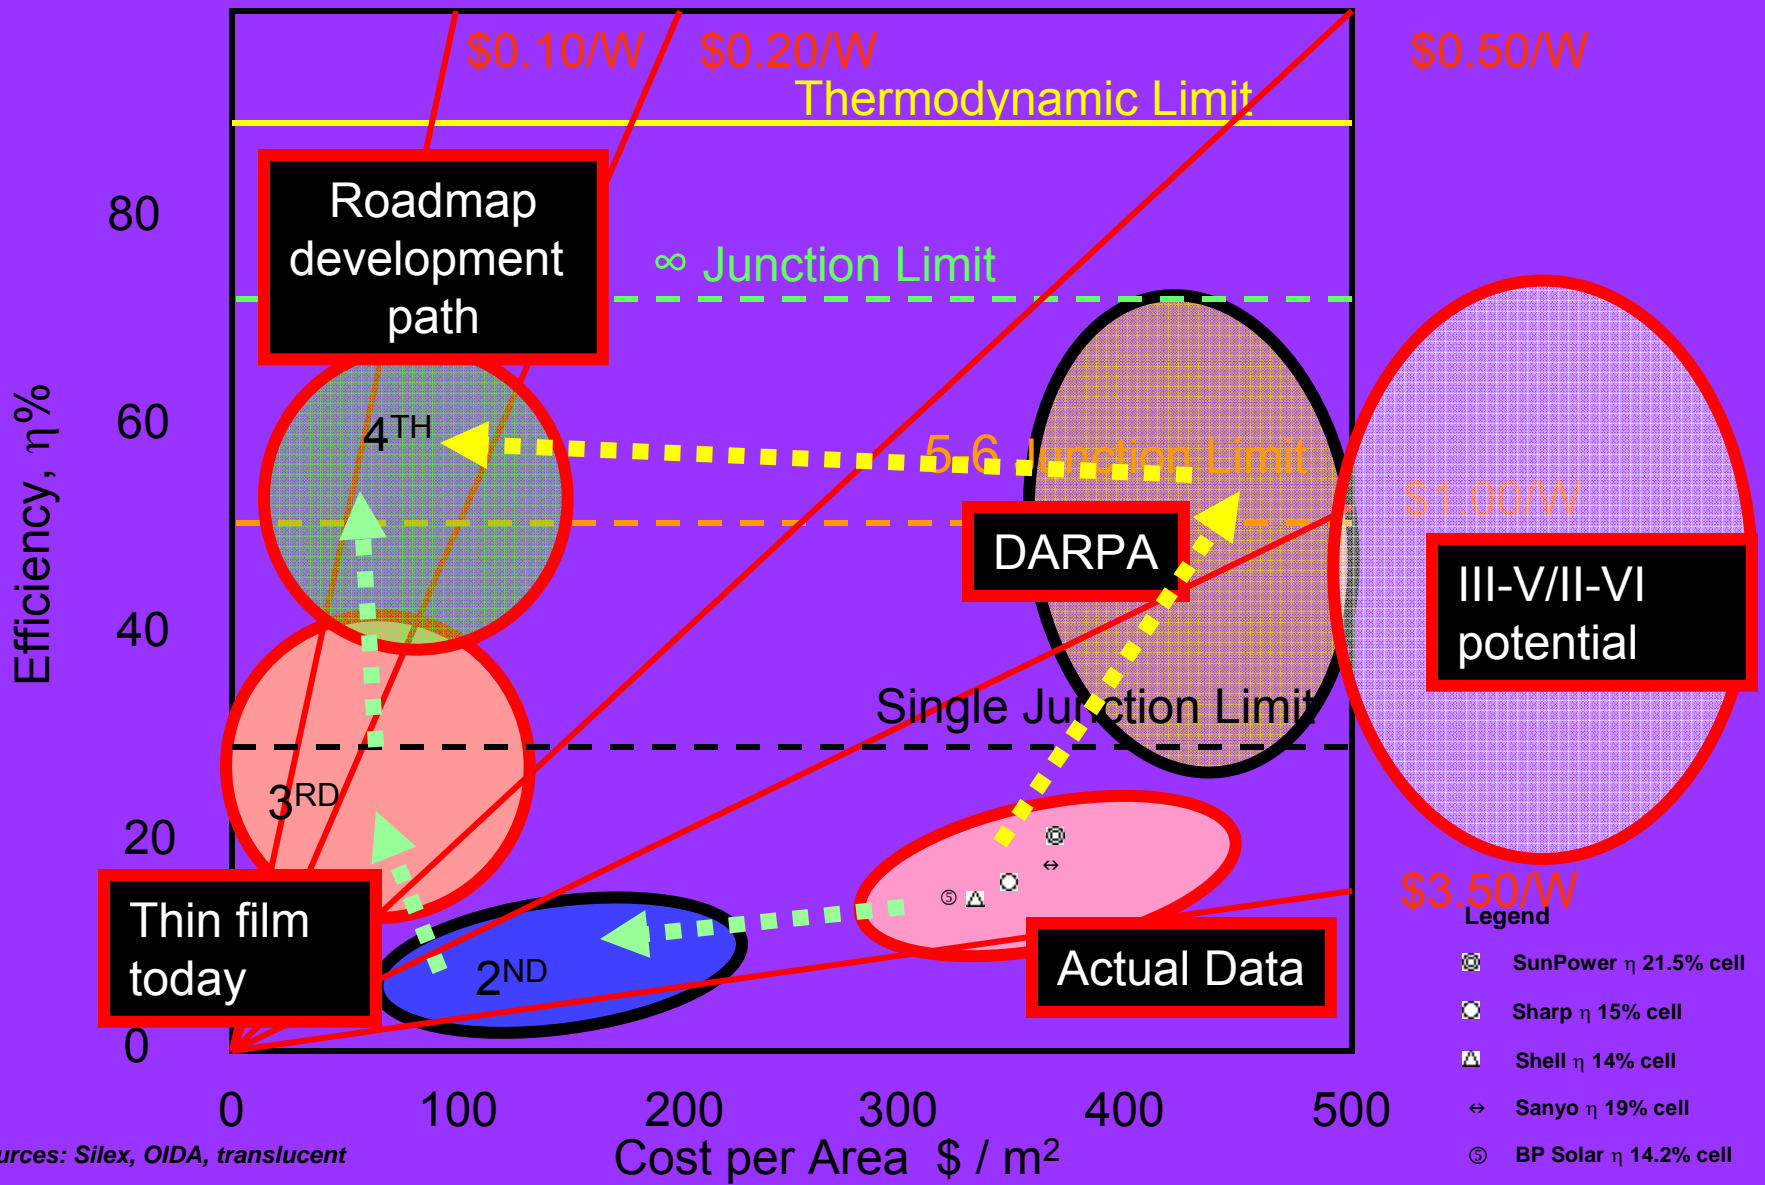 $0.10/W $0.20/W $0.50/W
Thermodynamic Limit
Roadmap
development
path
80
∞ Junction Limit
60
4TH
5-6 Junction Limit
$1.00/W
DARPA
III-V/II-VI
potential
Efficiency, η%
40
Single Junction Limit
3RD
20
$3.50/W
Thin film
today
2ND
Actual Data
0
0 100 200 300 400 500
Cost per Area $ / m2
Legend
SunPower η 21.5% cell
Sharp η 15% cell
Shell η 14% cell
↔ Sanyo η 19% cell
⑤ BP Solar η 14.2% cell
urces: Silex, OIDA, translucent